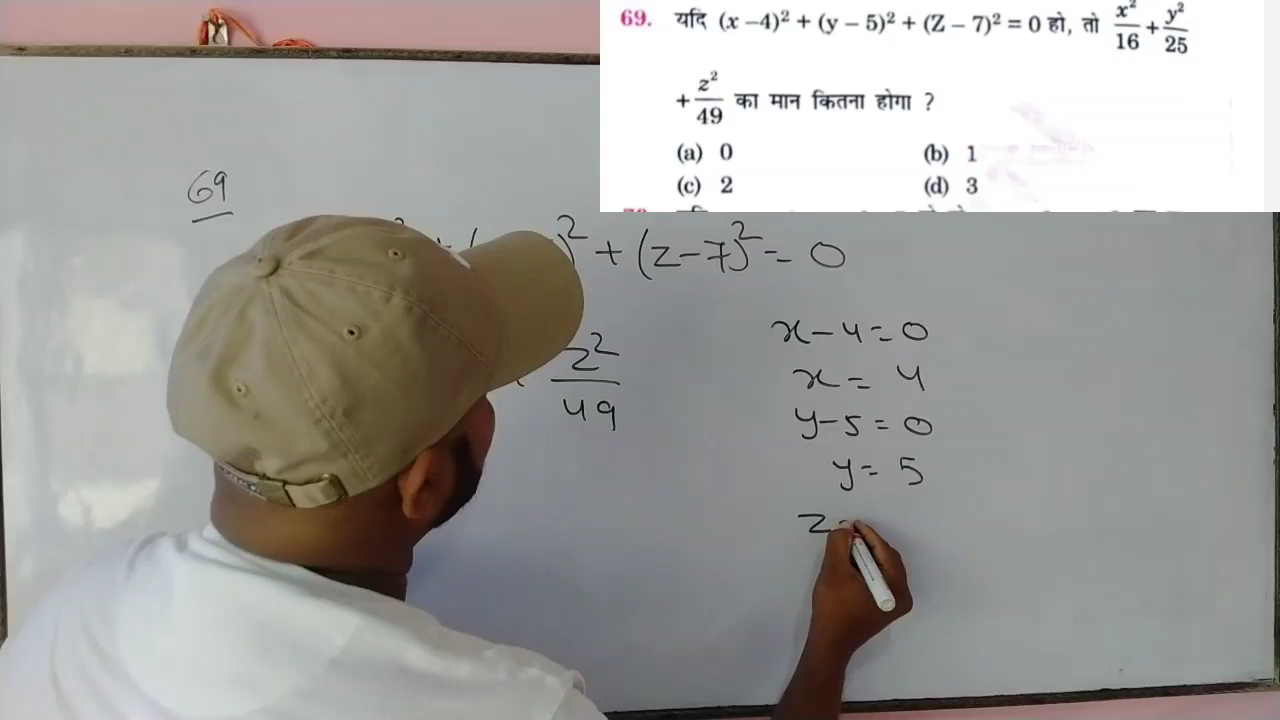 69. यदि (x – 4)² + (y – 5)² + (Z – 7)² = 0 हो, तो x²/16 + y²/25
+ z²/49 का मान कितना होगा ?
(a) 0 (b) 1
(c) 2 (d) 3
69
)² + (z-7)² = 0
x-4=0
z²/49
x = 4
y-5=0
y= 5
z